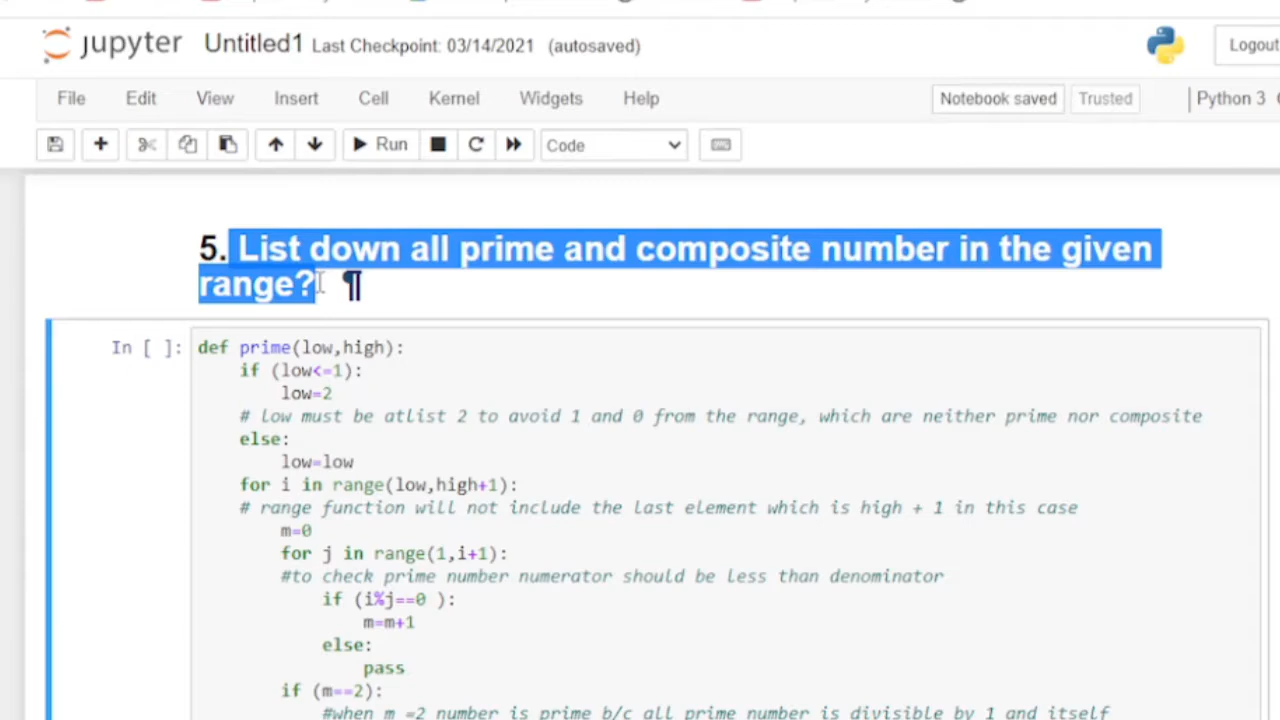 jupyter Untitled1 Last Checkpoint: 03/14/2021 (autosaved)
Logout
File Edit View Insert Cell Kernel Widgets Help
Notebook saved Trusted Python 3
Run Code
5. List down all prime and composite number in the given
range? ¶
In [ ]: def prime(low,high):
if (low<=1):
low=2
# low must be atlist 2 to avoid 1 and 0 from the range, which are neither prime nor composite
else:
low=low
for i in range(low,high+1):
# range function will not include the last element which is high + 1 in this case
m=0
for j in range(1,i+1):
#to check prime number numerator should be less than denominator
if (i%j==0 ):
m=m+1
else:
pass
if (m==2):
#when m =2 number is prime b/c all prime number is divisible by 1 and itself